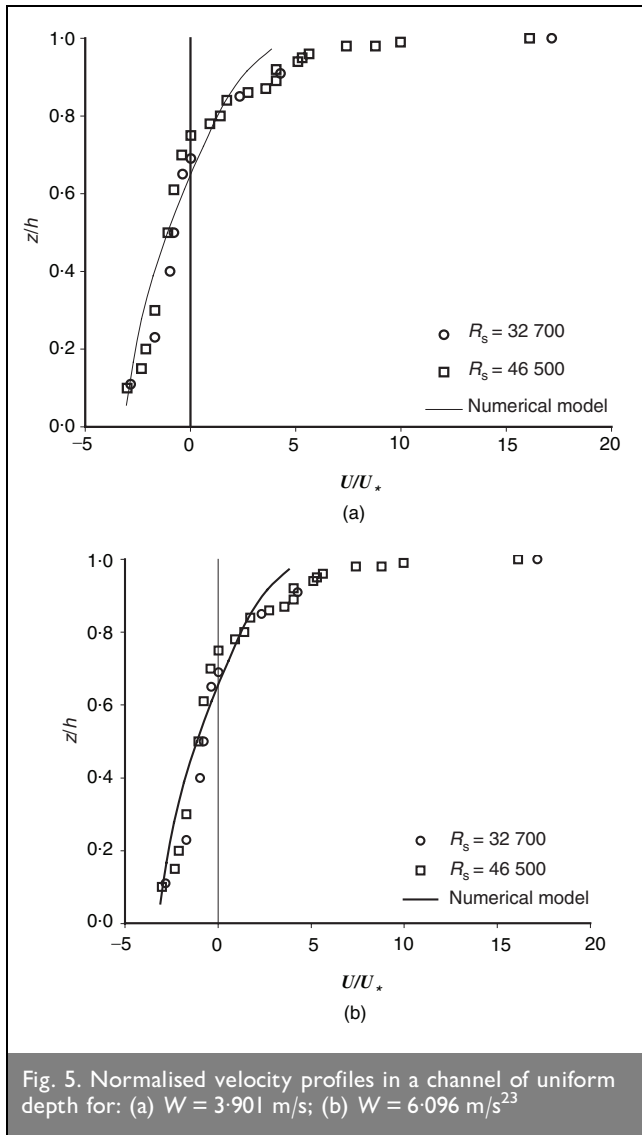 1·0
0·8
0·6
z/h
0·4
0·2
0·0
Rs = 32 700
Rs = 46 500
Numerical model
−5 0 5 10 15 20
U/U*
(a)
1·0
0·8
0·6
z/h
0·4
0·2
0·0
Rs = 32 700
Rs = 46 500
Numerical model
−5 0 5 10 15 20
U/U*
(b)
Fig. 5. Normalised velocity profiles in a channel of uniform
depth for: (a) W = 3·901 m/s; (b) W = 6·096 m/s23